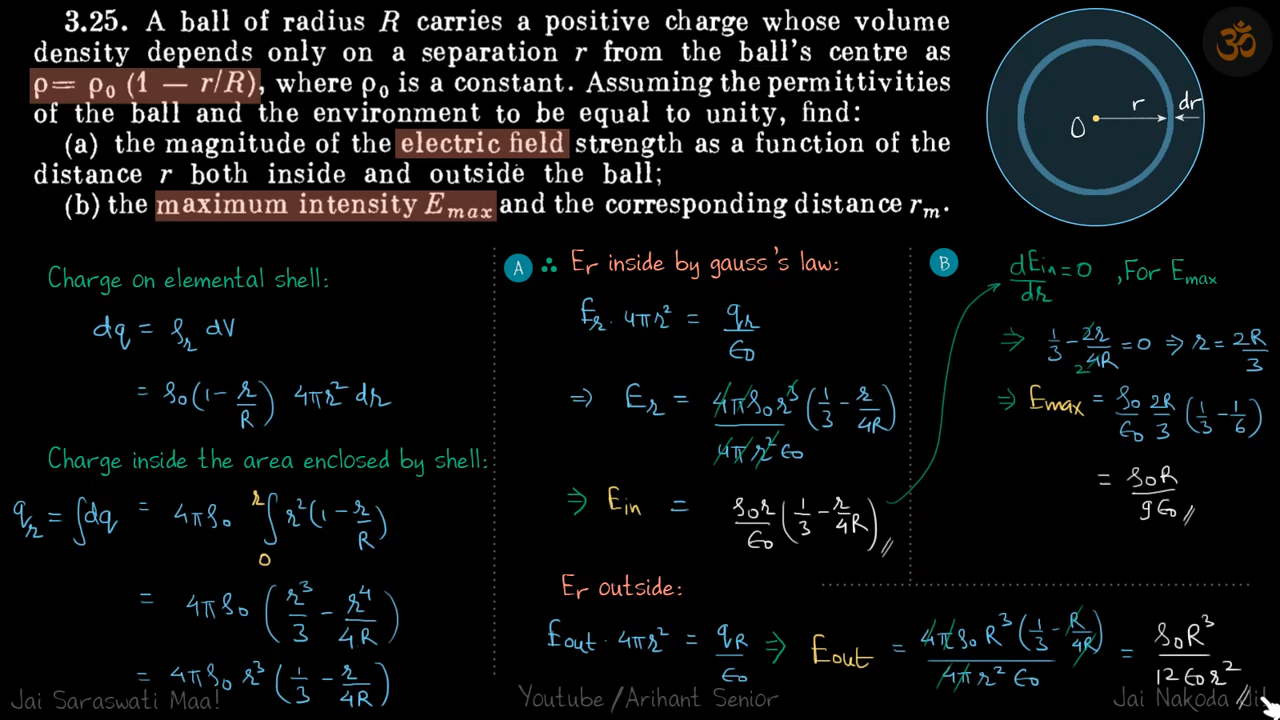 3.25. A ball of radius R carries a positive charge whose volume
density depends only on a separation r from the ball's centre as
ρ= ρ₀ (1 — r/R), where ρ₀ is a constant. Assuming the permittivities
of the ball and the environment to be equal to unity, find:
(a) the magnitude of the electric field strength as a function of the
distance r both inside and outside the ball;
(b) the maximum intensity Eₘₐₓ and the corresponding distance rₘ.
ॐ
O r dr
Charge on elemental shell:
dq = ρᵣ dV
= ρ₀(1-r/R) 4πr² dr
Charge inside the area enclosed by shell:
qᵣ = ∫dq = 4πρ₀ ∫₀ʳ r²(1-r/R)
= 4πρ₀ (r³/3 - r⁴/4R)
= 4πρ₀ r³ (1/3 - r/4R)
A ∴ Er inside by gauss's law:
Eᵣ. 4πr² = qᵣ/ε₀
⇒ Eᵣ = 4πρ₀r³/4πr²ε₀ (1/3 - r/4R)
⇒ Ein = ρ₀r/ε₀ (1/3 - r/4R)
Er outside:
Eout. 4πr² = q_R/ε₀ ⇒ Eout = 4πρ₀R³(1/3 - R/4R)/4πr²ε₀ = ρ₀R³/12ε₀r²
B dEin/dr = 0 , For Emax
⇒ 1/3 - 2r/4R = 0 ⇒ r = 2R/3
2
⇒ Emax = ρ₀/ε₀ 2R/3 (1/3 - 1/6)
= ρ₀R/9ε₀
Jai Saraswati Maa!
Youtube /Arihant Senior
Jai Nakoda Ji!